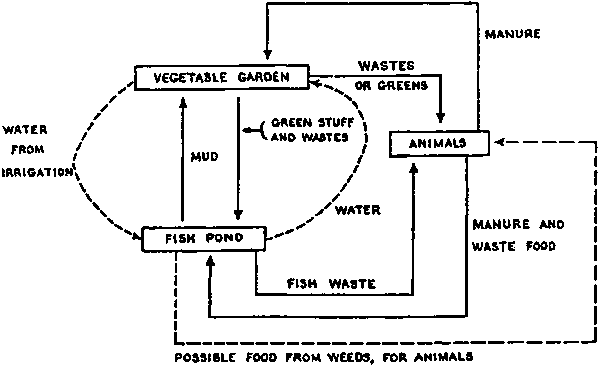 MANURE
WASTES
OR GREENS
VEGETABLE GARDEN
GREEN STUFF
AND WASTES
WATER
FROM
IRRIGATION
MUD
ANIMALS
WATER
MANURE AND
WASTE FOOD
FISH POND
FISH WASTE
POSSIBLE FOOD FROM WEEDS, FOR ANIMALS